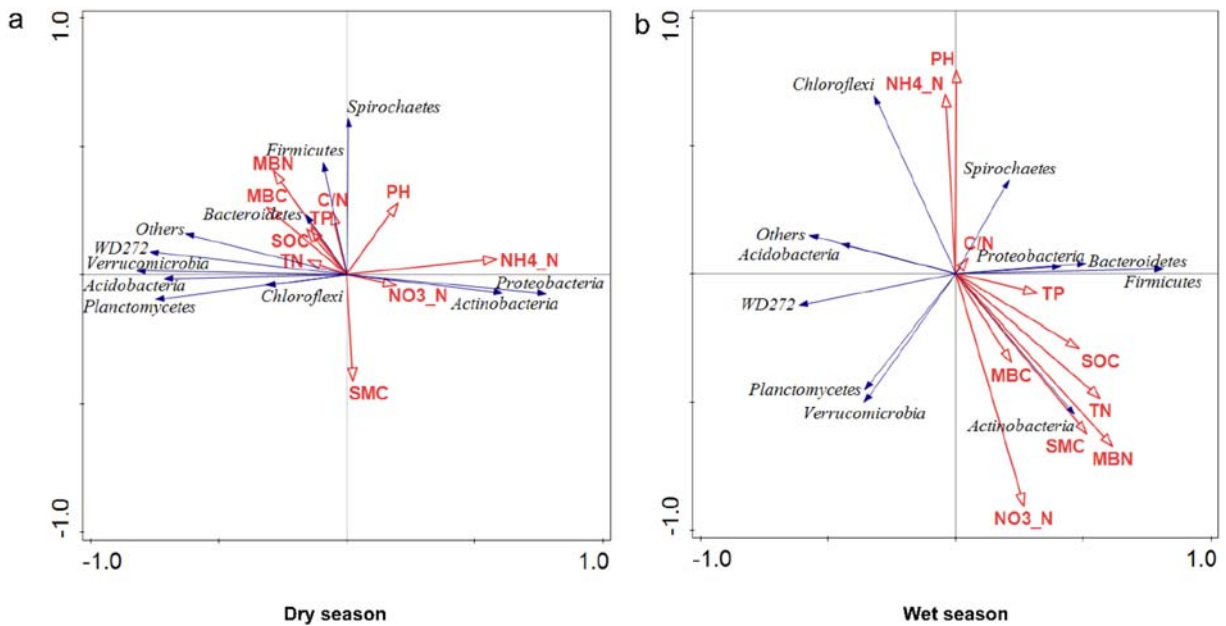 a
1.0
Spirochaetes
Firmicutes
MBN
MBC
C/N
PH
Bacteroidetes
TP
Others
SOC
WD272
TN
NH4_N
Verrucomicrobia
Acidobacteria
Proteobacteria
Planctomycetes
Chloroflexi
NO3_N
Actinobacteria
SMC
-1.0
-1.0
1.0
Dry season
b
1.0
PH
Chloroflexi
NH4_N
Spirochaetes
Others
C/N
Acidobacteria
Proteobacteria
Bacteroidetes
Firmicutes
TP
WD272
SOC
MBC
Planctomycetes
Verrucomicrobia
TN
Actinobacteria
SMC
MBN
NO3_N
-1.0
-1.0
1.0
Wet season